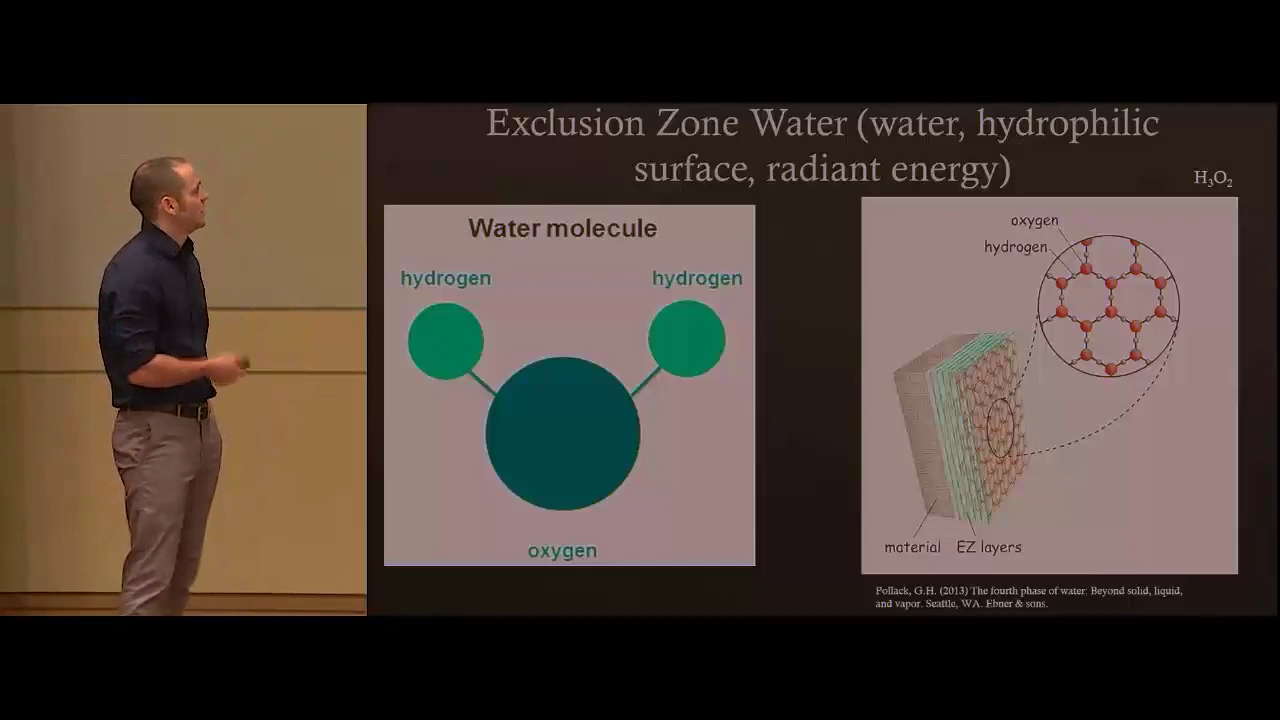 Exclusion Zone Water (water, hydrophilic
surface, radiant energy)
H₃O₂
Water molecule
hydrogen
hydrogen
oxygen
oxygen
hydrogen
material
EZ layers
Pollack, G.H. (2013) The fourth phase of water: Beyond solid, liquid,
and vapor. Seattle, WA. Ebner & sons.